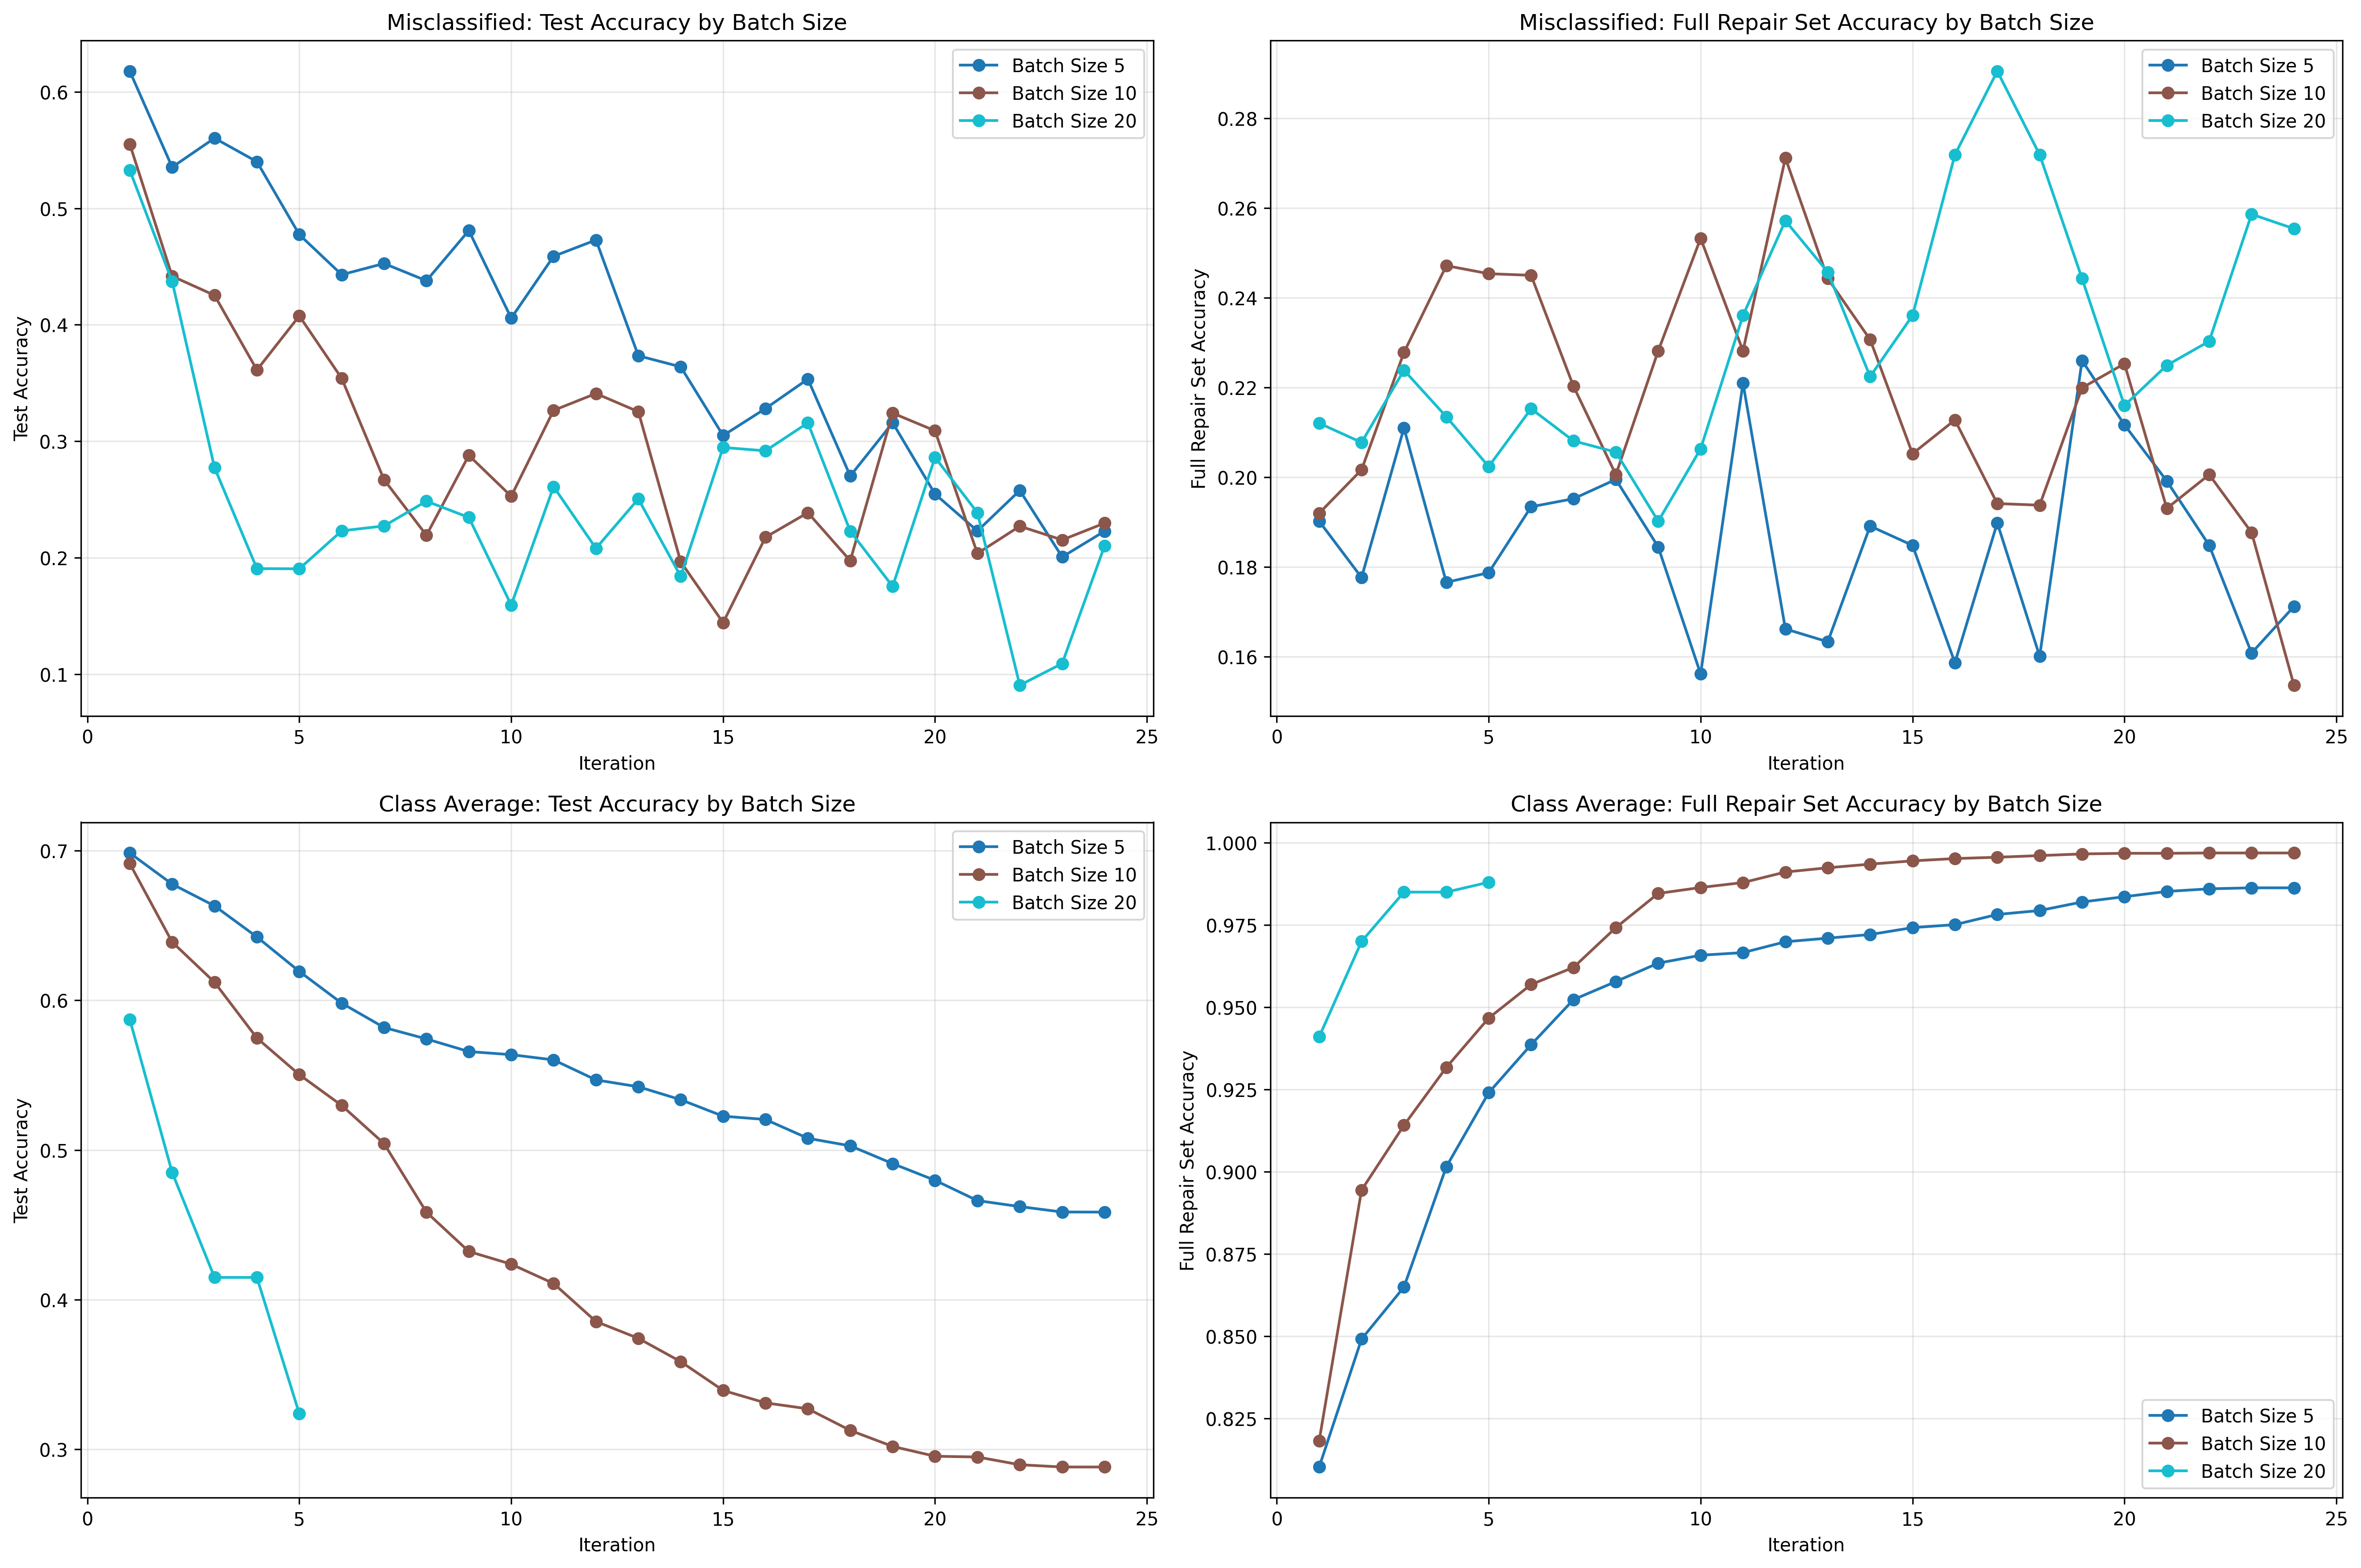 Misclassified: Test Accuracy by Batch Size
Test Accuracy
0.6
0.5
0.4
0.3
0.2
0.1
0
5
10
15
20
25
Iteration
Batch Size 5
Batch Size 10
Batch Size 20
Misclassified: Full Repair Set Accuracy by Batch Size
Full Repair Set Accuracy
0.28
0.26
0.24
0.22
0.20
0.18
0.16
0
5
10
15
20
25
Iteration
Batch Size 5
Batch Size 10
Batch Size 20
Class Average: Test Accuracy by Batch Size
Test Accuracy
0.7
0.6
0.5
0.4
0.3
0
5
10
15
20
25
Iteration
Batch Size 5
Batch Size 10
Batch Size 20
Class Average: Full Repair Set Accuracy by Batch Size
Full Repair Set Accuracy
1.000
0.975
0.950
0.925
0.900
0.875
0.850
0.825
0
5
10
15
20
25
Iteration
Batch Size 5
Batch Size 10
Batch Size 20